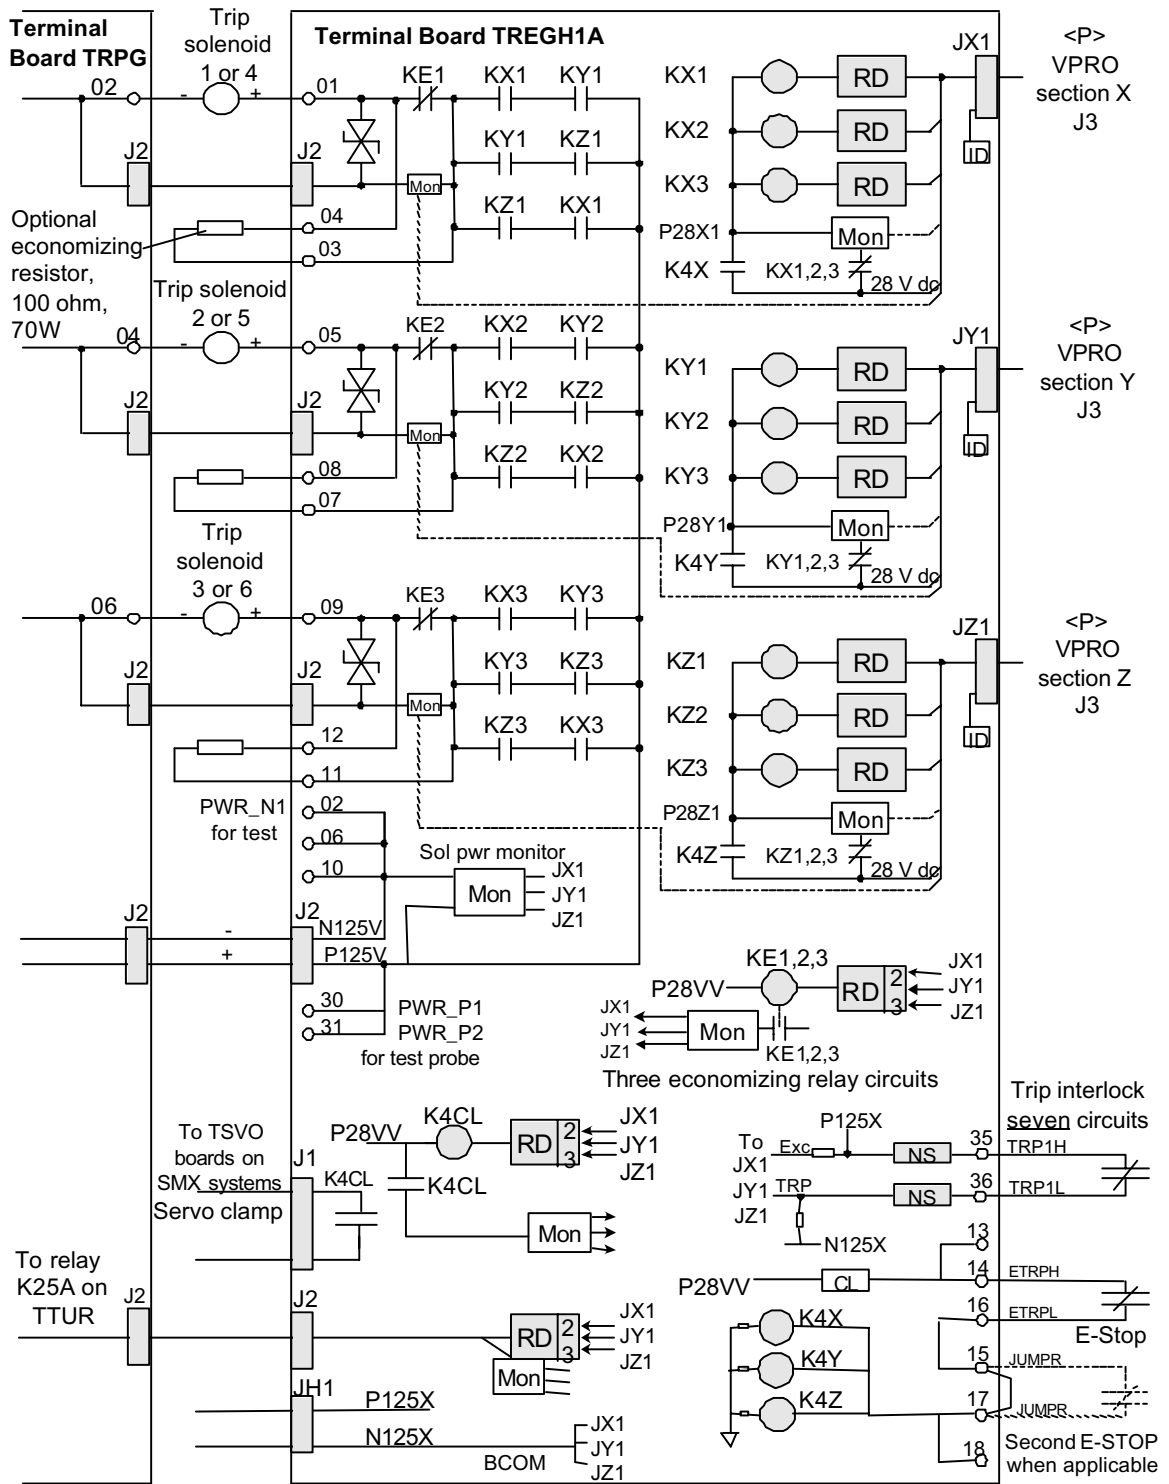 Terminal
Board TRPG
Trip
solenoid
1 or 4
Terminal Board TREGH1A
02
-
+
01
KE1
KX1
KY1
KY1
KZ1
KZ1
KX1
J2
J2
Mon
04
03
Optional
economizing
resistor,
100 ohm,
70W
KX1
RD
KX2
RD
KX3
RD
P28X1
Mon
K4X
KX1,2,3
28 V dc
JX1
ID
<P>
VPRO
section X
J3
Trip solenoid
2 or 5
04
-
+
05
KE2
KX2
KY2
KY2
KZ2
KZ2
KX2
J2
J2
Mon
08
07
KY1
RD
KY2
RD
KY3
RD
P28Y1
Mon
K4Y
KY1,2,3
28 V dc
JY1
ID
<P>
VPRO
section Y
J3
Trip
solenoid
3 or 6
06
-
+
09
KE3
KX3
KY3
KY3
KZ3
KZ3
KX3
J2
J2
Mon
12
11
KZ1
RD
KZ2
RD
KZ3
RD
P28Z1
Mon
K4Z
KZ1,2,3
28 V dc
JZ1
ID
<P>
VPRO
section Z
J3
PWR_N1
for test
02
06
10
Sol pwr monitor
Mon
JX1
JY1
JZ1
J2
-
+
J2
N125V
P125V
30
31
PWR_P1
PWR_P2
for test probe
KE1,2,3
P28VV
RD
2
3
JX1
JY1
JZ1
JX1
JY1
JZ1
Mon
KE1,2,3
Three economizing relay circuits
To TSVO
boards on
SMX systems
Servo clamp
J1
K4CL
P28VV
K4CL
RD
2
3
JX1
JY1
JZ1
K4CL
Mon
Trip interlock
seven circuits
P125X
To
JX1
JY1
JZ1
Exc
NS
35
TRP1H
TRP
NS
36
TRP1L
N125X
13
P28VV
CL
14
ETRPH
16
ETRPL
E-Stop
K4X
K4Y
K4Z
15
JUMPR
17
JUMPR
18
Second E-STOP
when applicable
To relay
K25A on
TTUR
J2
J2
RD
2
3
JX1
JY1
JZ1
Mon
JH1
P125X
N125X
BCOM
JX1
JY1
JZ1